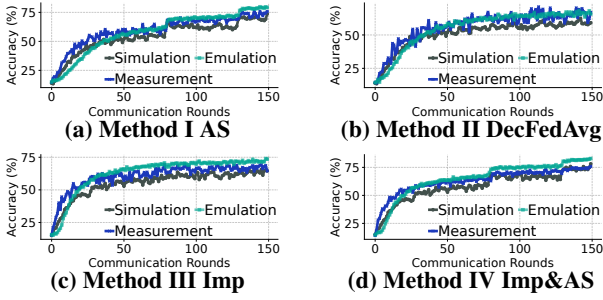 Accuracy (%)
75
50
25
Simulation
Emulation
Measurement
0
50
100
150
Communication Rounds
(a) Method I AS
Accuracy (%)
50
25
Simulation
Emulation
Measurement
0
50
100
150
Communication Rounds
(b) Method II DecFedAvg
Accuracy (%)
75
50
25
Simulation
Emulation
Measurement
0
50
100
150
Communication Rounds
(c) Method III Imp
Accuracy (%)
75
50
25
Simulation
Emulation
Measurement
0
50
100
150
Communication Rounds
(d) Method IV Imp&AS